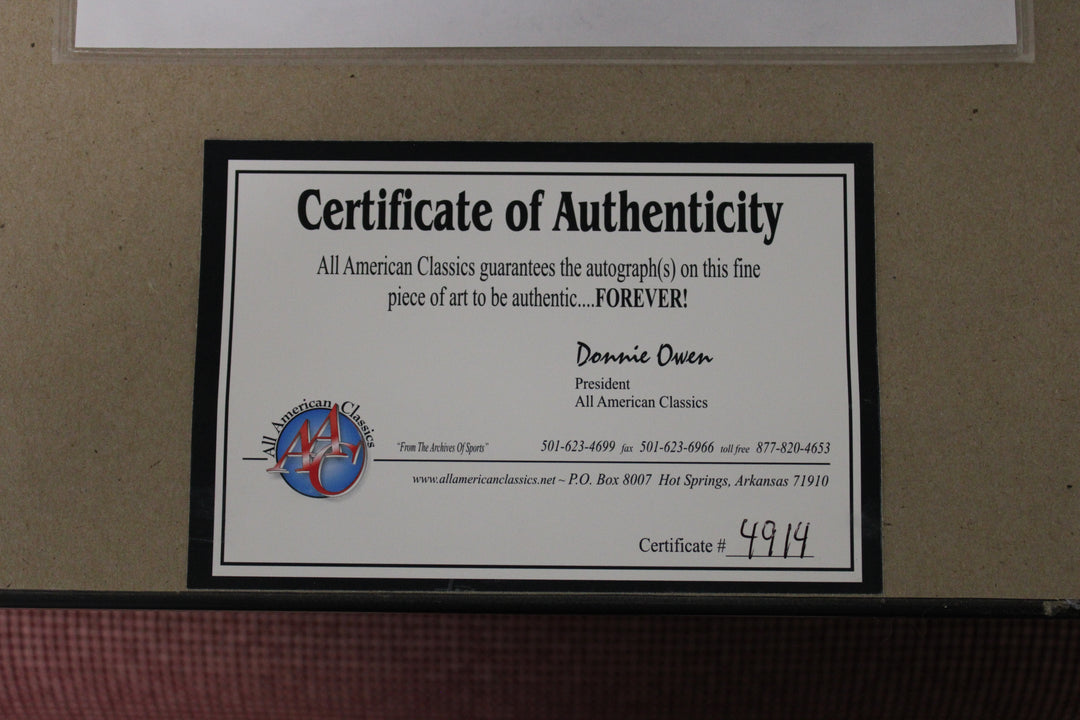 Certificate of Authenticity
All American Classics guarantees the autograph(s) on this fine
piece of art to be authentic....FOREVER!
Donnie Owen
President
All American Classics
All American Classics
AAC
"From The Archives Of Sports"
501-623-4699 fax 501-623-6966 toll free 877-820-4653
www.allamericanclassics.net ~ P.O. Box 8007 Hot Springs, Arkansas 71910
Certificate # 4914